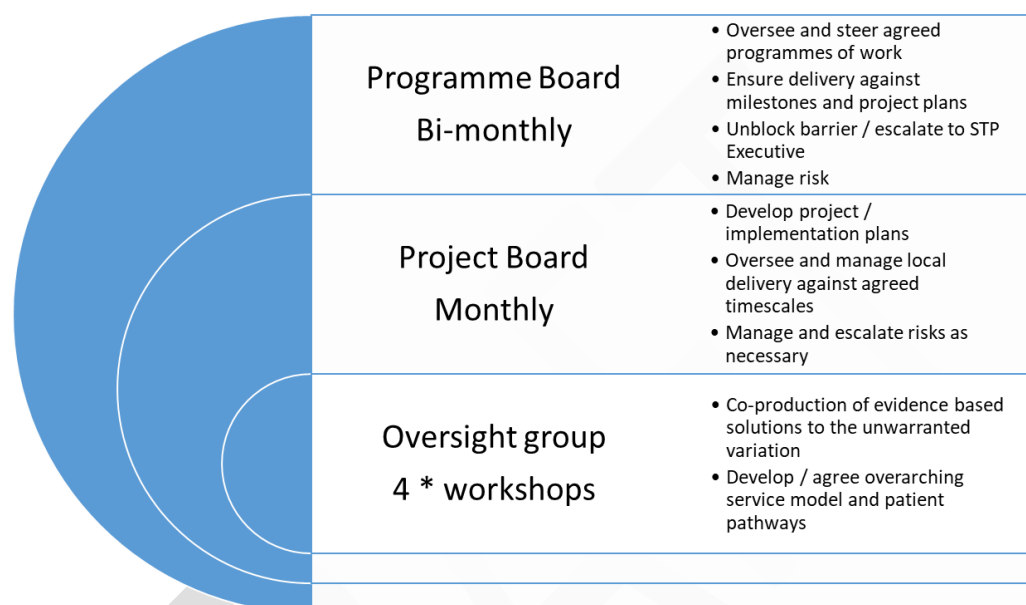 Programme Board
Bi-monthly
• Oversee and steer agreed
programmes of work
• Ensure delivery against
milestones and project plans
• Unblock barrier / escalate to STP
Executive
• Manage risk
Project Board
Monthly
• Develop project /
implementation plans
• Oversee and manage local
delivery against agreed
timescales
• Manage and escalate risks as
necessary
Oversight group
4 * workshops
• Co-production of evidence based
solutions to the unwarranted
variation
• Develop / agree overarching
service model and patient
pathways